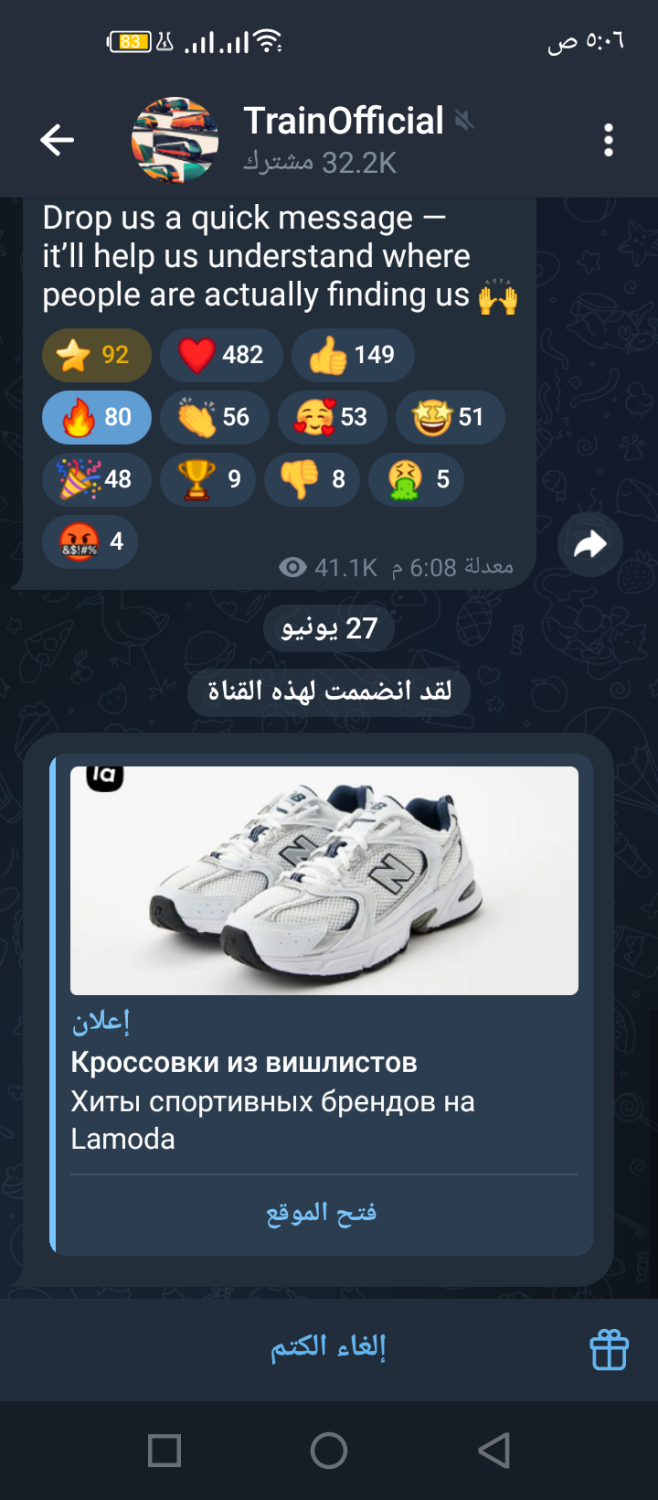 83
٥:٠٦ ص
TrainOfficial
32.2K مشترك
Drop us a quick message —
it’ll help us understand where
people are actually finding us 🙌
⭐ 92 ❤️ 482 👍 149
🔥 80 👏 56 🥰 53 🤩 51
🎉 48 🏆 9 👎 8 🤮 5
🤬 4
41.1K معدلة 6:08 م
27 يونيو
لقد انضممت لهذه القناة
la
N N
إعلان
Кроссовки из вишлистов
Хиты спортивных брендов на
Lamoda
فتح الموقع
إلغاء الكتم